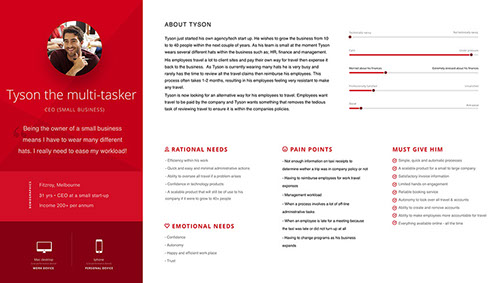 Tyson the multi-tasker
CEO (SMALL BUSINESS)
Being the owner of a small business
means I have to wear many different
hats. I really need to ease my workload!
Fitzroy, Melbourne
31 yrs • CEO at a small start-up
Income 200+ per annum
Mac desktop
WORK DEVICE
Iphone
PERSONAL DEVICE
ABOUT TYSON
Tyson just started his own agency/tech start up. He wishes to grow the business from 10
to to 40 people within the next couple of years. As his team is small at the moment Tyson
wears several different hats within the business such as; HR, finance and management.
His employees travel a lot to client sites and pay their own way for travel then expense it
back to the business. As Tyson is currently wearing many hats he is very busy and
rarely has the time to review all the travel claims then reimburse his employees. This
process often takes 1-2 months, resulting in his employees feeling very resistant to make
any travel.
Tyson is now looking for an alternative way for his employees to travel. Employees want
travel to be paid by the company and Tyson wants something that removes the tedious
task of reviewing travel to ensure it is within the companies policies.
Technically savvy
Not technically savvy
Worried about his finances
Extremely stressed about his finances
RATIONAL NEEDS
- Efficiency within his work
- Quick and easy and minimal administrative actions
- Ability to oversee all travel if a problem arises
- Confidence in technology products
- A scalable product that will still be of use to his
company, if it were to grow to 40+ people
EMOTIONAL NEEDS
- Confidence
- Autonomy
- Happy and efficient work place
- Trust
PAIN POINTS
- Not enough information on taxi receipts to
determine wether a trip was in company policy or not
- Having to reimburse employees for work travel
expenses
- Management workload
- When a process involves a lot of off-line
administrative tasks
- When an employee is late for a meeting because
the taxi was late or did not turn up at all
- Having to change programs as his business
expands
MUST GIVE HIM
Simple, quick and automatic processes
A scalable product for a small to large company
Satisfactory invoice information
Limited hands on engagement
Reliable booking service
Autonomy to look over all travel & accounts
Ability to create and remove accounts
Ability to make employees more accountable for travel
Everything available online - all the time